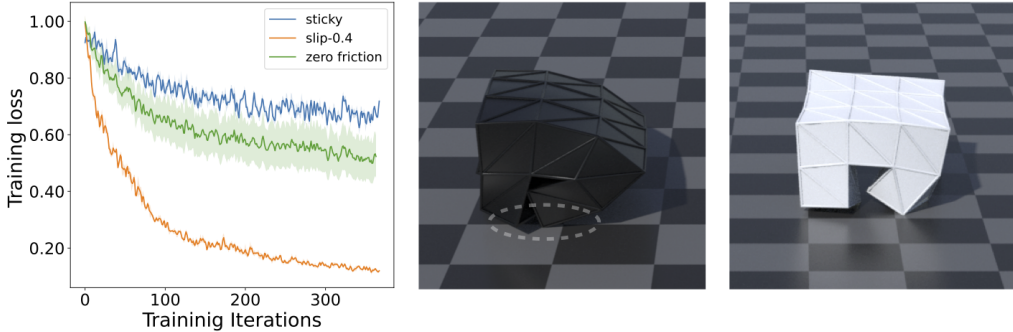 Training loss
1.00
0.80
0.60
0.40
0.20
sticky
slip-0.4
zero friction
0 100 200 300
Traininig Iterations